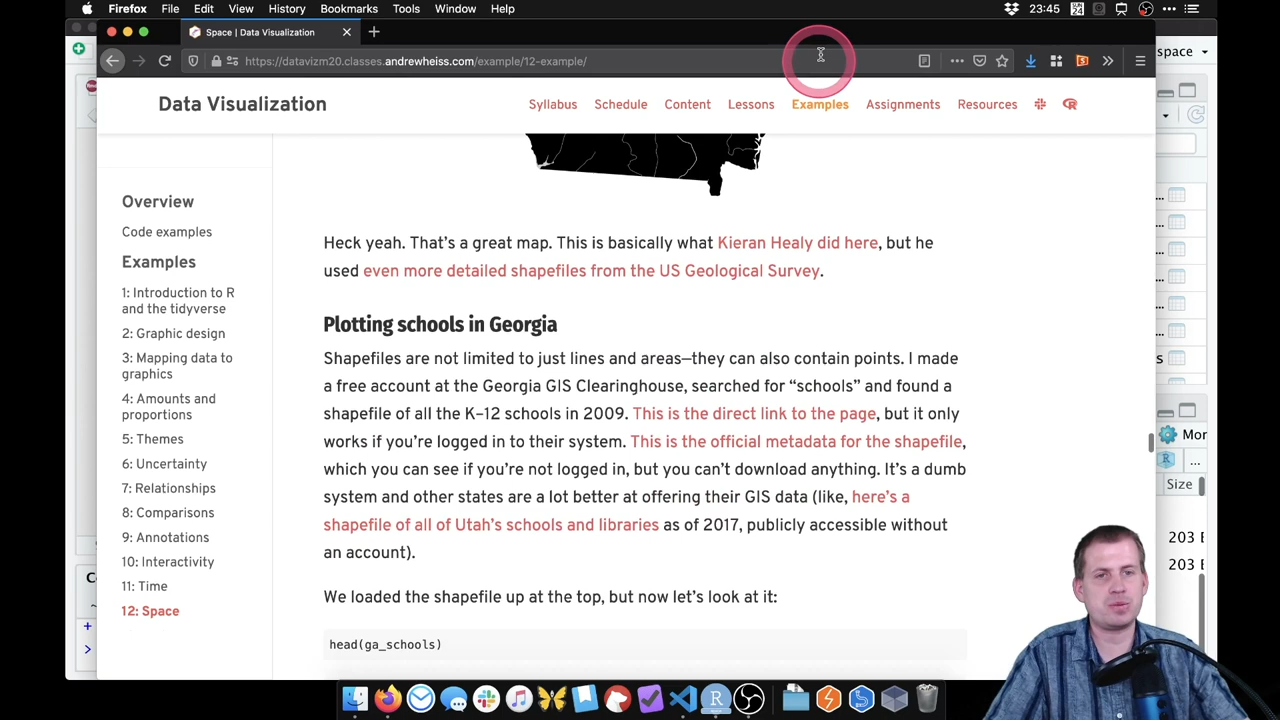 Firefox File Edit View History Bookmarks Tools Window Help 23:45
Space | Data Visualization
https://datavizm20.classes.andrewheiss.com/example/12-example/
space
Data Visualization Syllabus Schedule Content Lessons Examples Assignments Resources
Overview
Code examples
Examples
1: Introduction to R
and the tidyverse
2: Graphic design
3: Mapping data to
graphics
4: Amounts and
proportions
5: Themes
6: Uncertainty
7: Relationships
8: Comparisons
9: Annotations
10: Interactivity
11: Time
12: Space
Heck yeah. That's a great map. This is basically what Kieran Healy did here, but he
used even more detailed shapefiles from the US Geological Survey.
Plotting schools in Georgia
Shapefiles are not limited to just lines and areas—they can also contain points. I made
a free account at the Georgia GIS Clearinghouse, searched for “schools” and found a
shapefile of all the K–12 schools in 2009. This is the direct link to the page, but it only
works if you're logged in to their system. This is the official metadata for the shapefile,
which you can see if you're not logged in, but you can't download anything. It's a dumb
system and other states are a lot better at offering their GIS data (like, here's a
shapefile of all of Utah's schools and libraries as of 2017, publicly accessible without
an account).
We loaded the shapefile up at the top, but now let's look at it:
head(ga_schools)
Mor
Size
203 
203